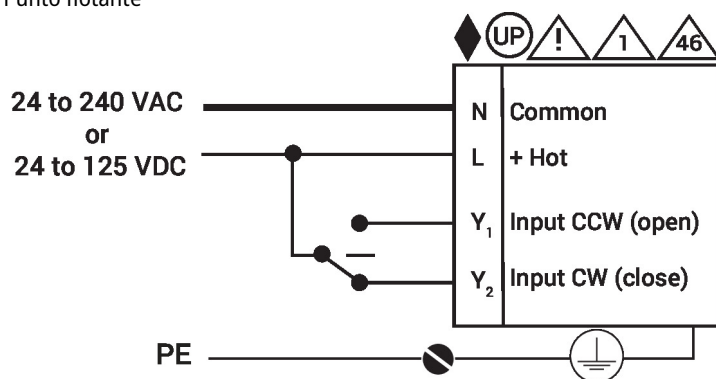 Punto flotante
UP ! 1 46
24 to 240 VAC
or
24 to 125 VDC
N Common
L + Hot
Y₁ Input CCW (open)
Y₂ Input CW (close)
PE